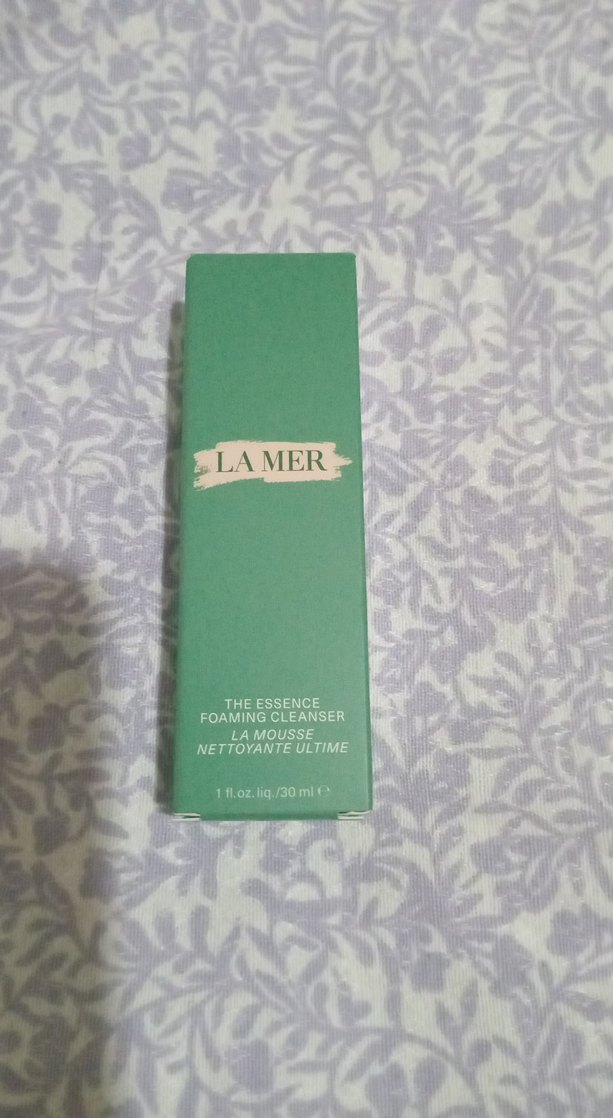 LA MER
THE ESSENCE
FOAMING CLEANSER
LA MOUSSE
NETTOYANTE ULTIME
1 fl.oz.liq./30 ml ℮